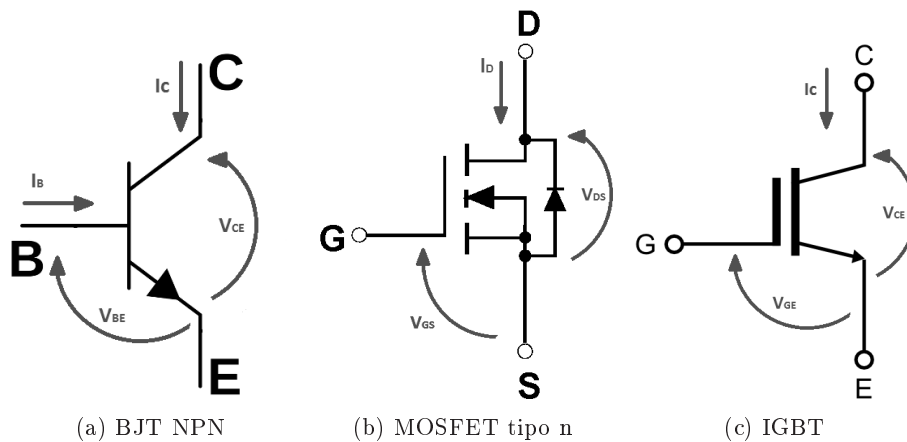 C
Ic
IB
B
VCE
VBE
E
(a) BJT NPN
D
ID
VDS
G
VGS
S
(b) MOSFET tipo n
C
Ic
VCE
G
VGE
E
(c) IGBT